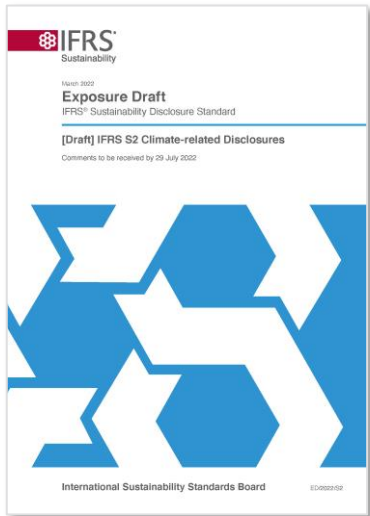 IFRS®
Sustainability
March 2022
Exposure Draft
IFRS® Sustainability Disclosure Standard
[Draft] IFRS S2 Climate-related Disclosures
Comments to be received by 29 July 2022
International Sustainability Standards Board
ED/2022/S2